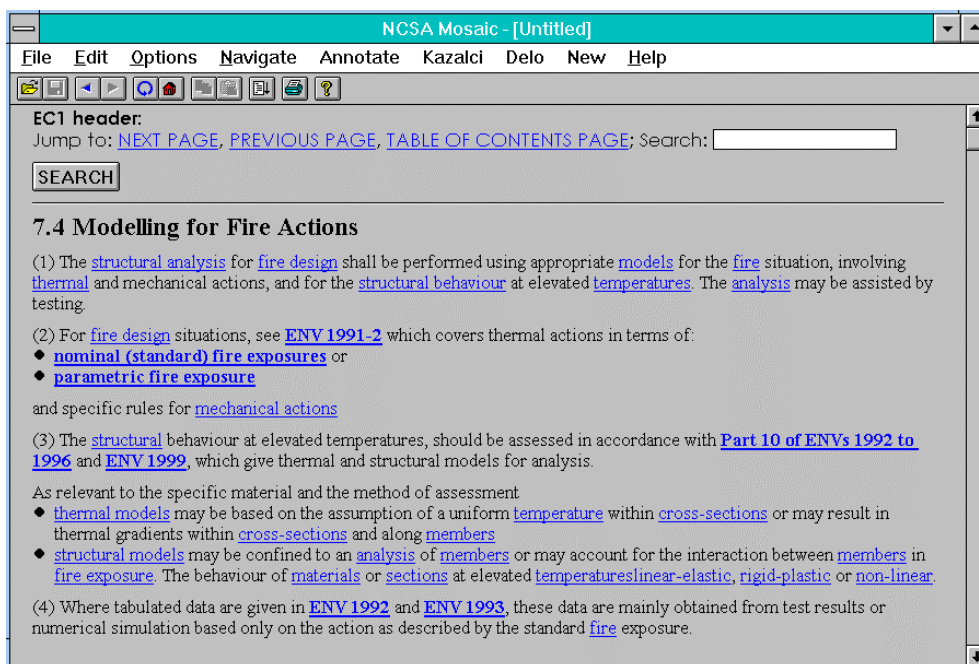 NCSA Mosaic - [Untitled]
File Edit Options Navigate Annotate Kazalci Delo New Help
EC1 header:
Jump to: NEXT PAGE, PREVIOUS PAGE, TABLE OF CONTENTS PAGE; Search:
SEARCH
7.4 Modelling for Fire Actions
(1) The structural analysis for fire design shall be performed using appropriate models for the fire situation, involving
thermal and mechanical actions, and for the structural behaviour at elevated temperatures. The analysis may be assisted by
testing.
(2) For fire design situations, see ENV 1991-2 which covers thermal actions in terms of:
● nominal (standard) fire exposures or
● parametric fire exposure
and specific rules for mechanical actions
(3) The structural behaviour at elevated temperatures, should be assessed in accordance with Part 10 of ENVs 1992 to
1996 and ENV 1999, which give thermal and structural models for analysis.
As relevant to the specific material and the method of assessment
● thermal models may be based on the assumption of a uniform temperature within cross-sections or may result in
thermal gradients within cross-sections and along members
● structural models may be confined to an analysis of members or may account for the interaction between members in
fire exposure. The behaviour of materials or sections at elevated temperatureslinear-elastic, rigid-plastic or non-linear.
(4) Where tabulated data are given in ENV 1992 and ENV 1993, these data are mainly obtained from test results or
numerical simulation based only on the action as described by the standard fire exposure.